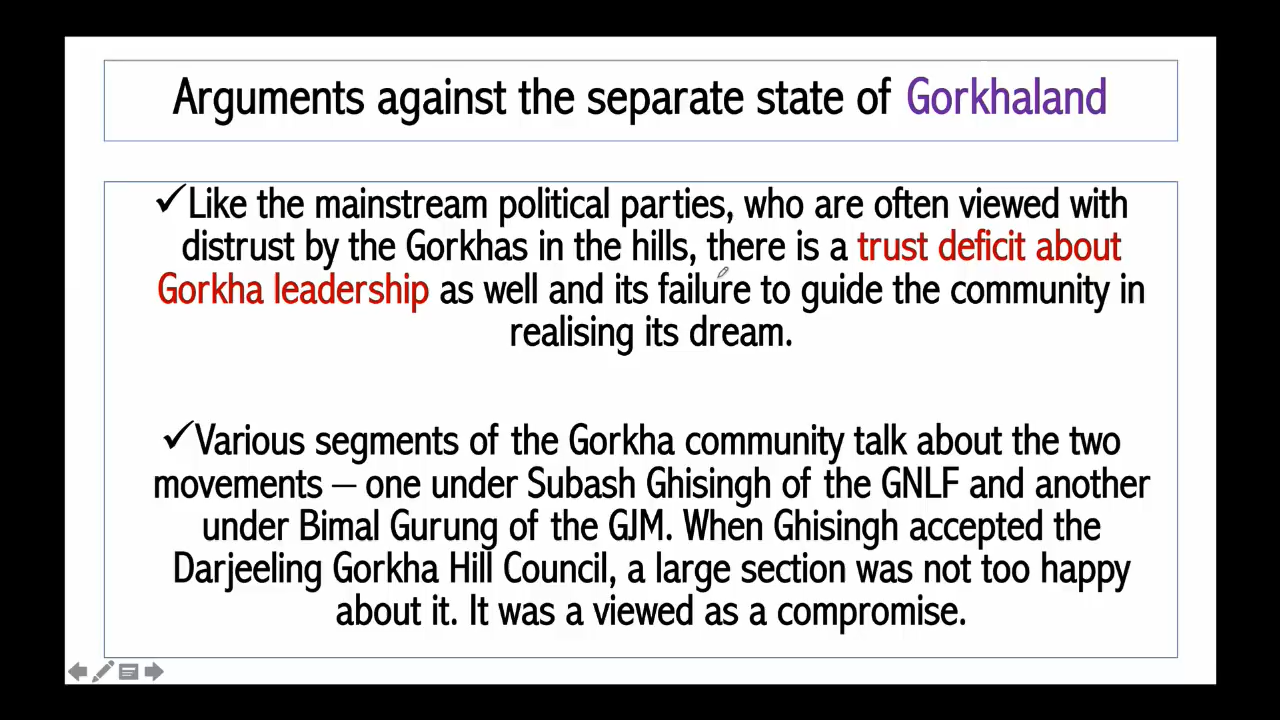 Arguments against the separate state of Gorkhaland
✓Like the mainstream political parties, who are often viewed with
distrust by the Gorkhas in the hills, there is a trust deficit about
Gorkha leadership as well and its failure to guide the community in
realising its dream.
✓Various segments of the Gorkha community talk about the two
movements – one under Subash Ghisingh of the GNLF and another
under Bimal Gurung of the GJM. When Ghisingh accepted the
Darjeeling Gorkha Hill Council, a large section was not too happy
about it. It was a viewed as a compromise.